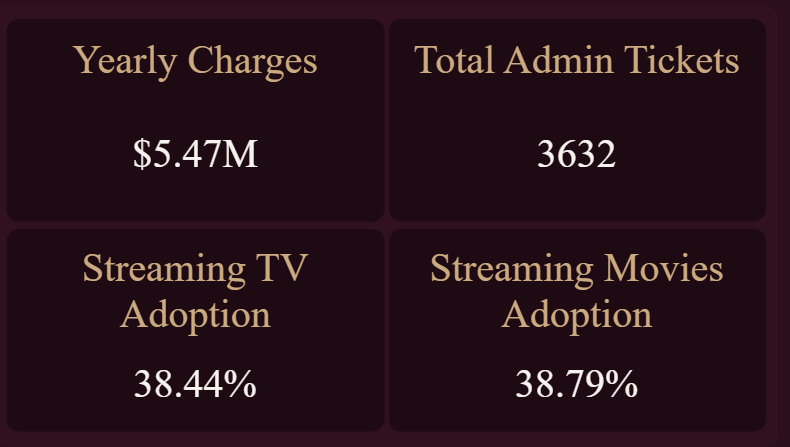 Yearly Charges
$5.47M
Total Admin Tickets
3632
Streaming TV
Adoption
38.44%
Streaming Movies
Adoption
38.79%